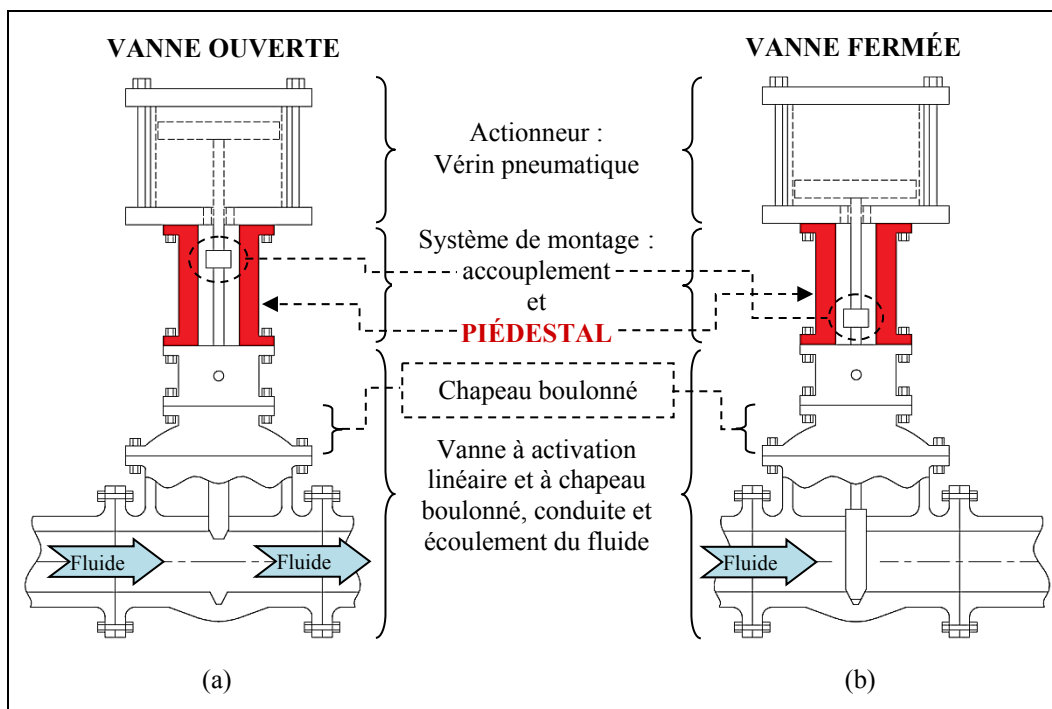 VANNE OUVERTE
VANNE FERMÉE
Actionneur :
Vérin pneumatique
Système de montage :
accouplement
et
PIÉDESTAL
Chapeau boulonné
Vanne à activation
linéaire et à chapeau
boulonné, conduite et
écoulement du fluide
Fluide
Fluide
Fluide
(a)
(b)